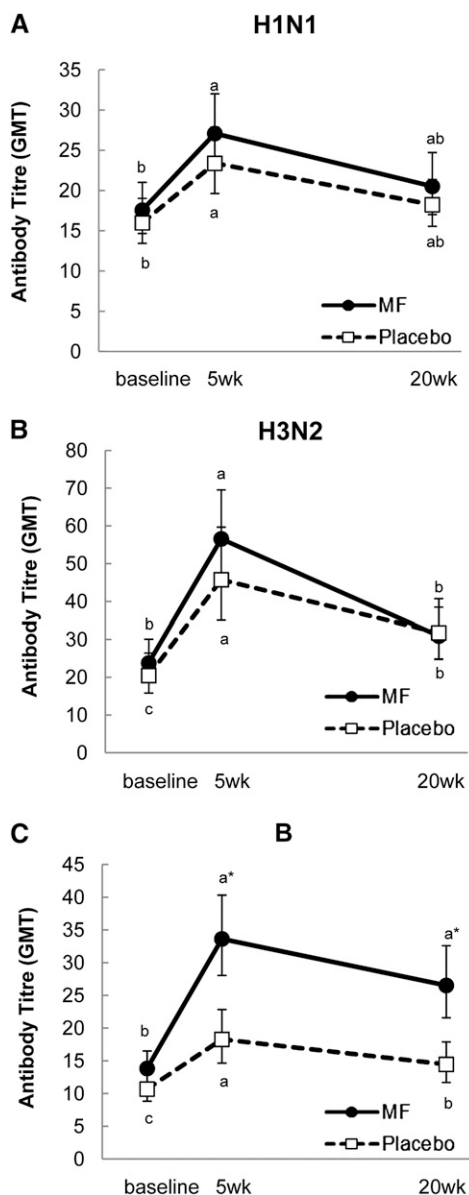 A
H1N1
Antibody Titre (GMT)
35
30
25
20
15
10
5
0
b
b
a
a
ab
ab
MF
Placebo
baseline 5wk 20wk
B
H3N2
Antibody Titre (GMT)
80
70
60
50
40
30
20
10
0
b
c
a
a
b
b
MF
Placebo
baseline 5wk 20wk
C
B
Antibody Titre (GMT)
45
40
35
30
25
20
15
10
5
0
b
c
a*
a
a*
b
MF
Placebo
baseline 5wk 20wk